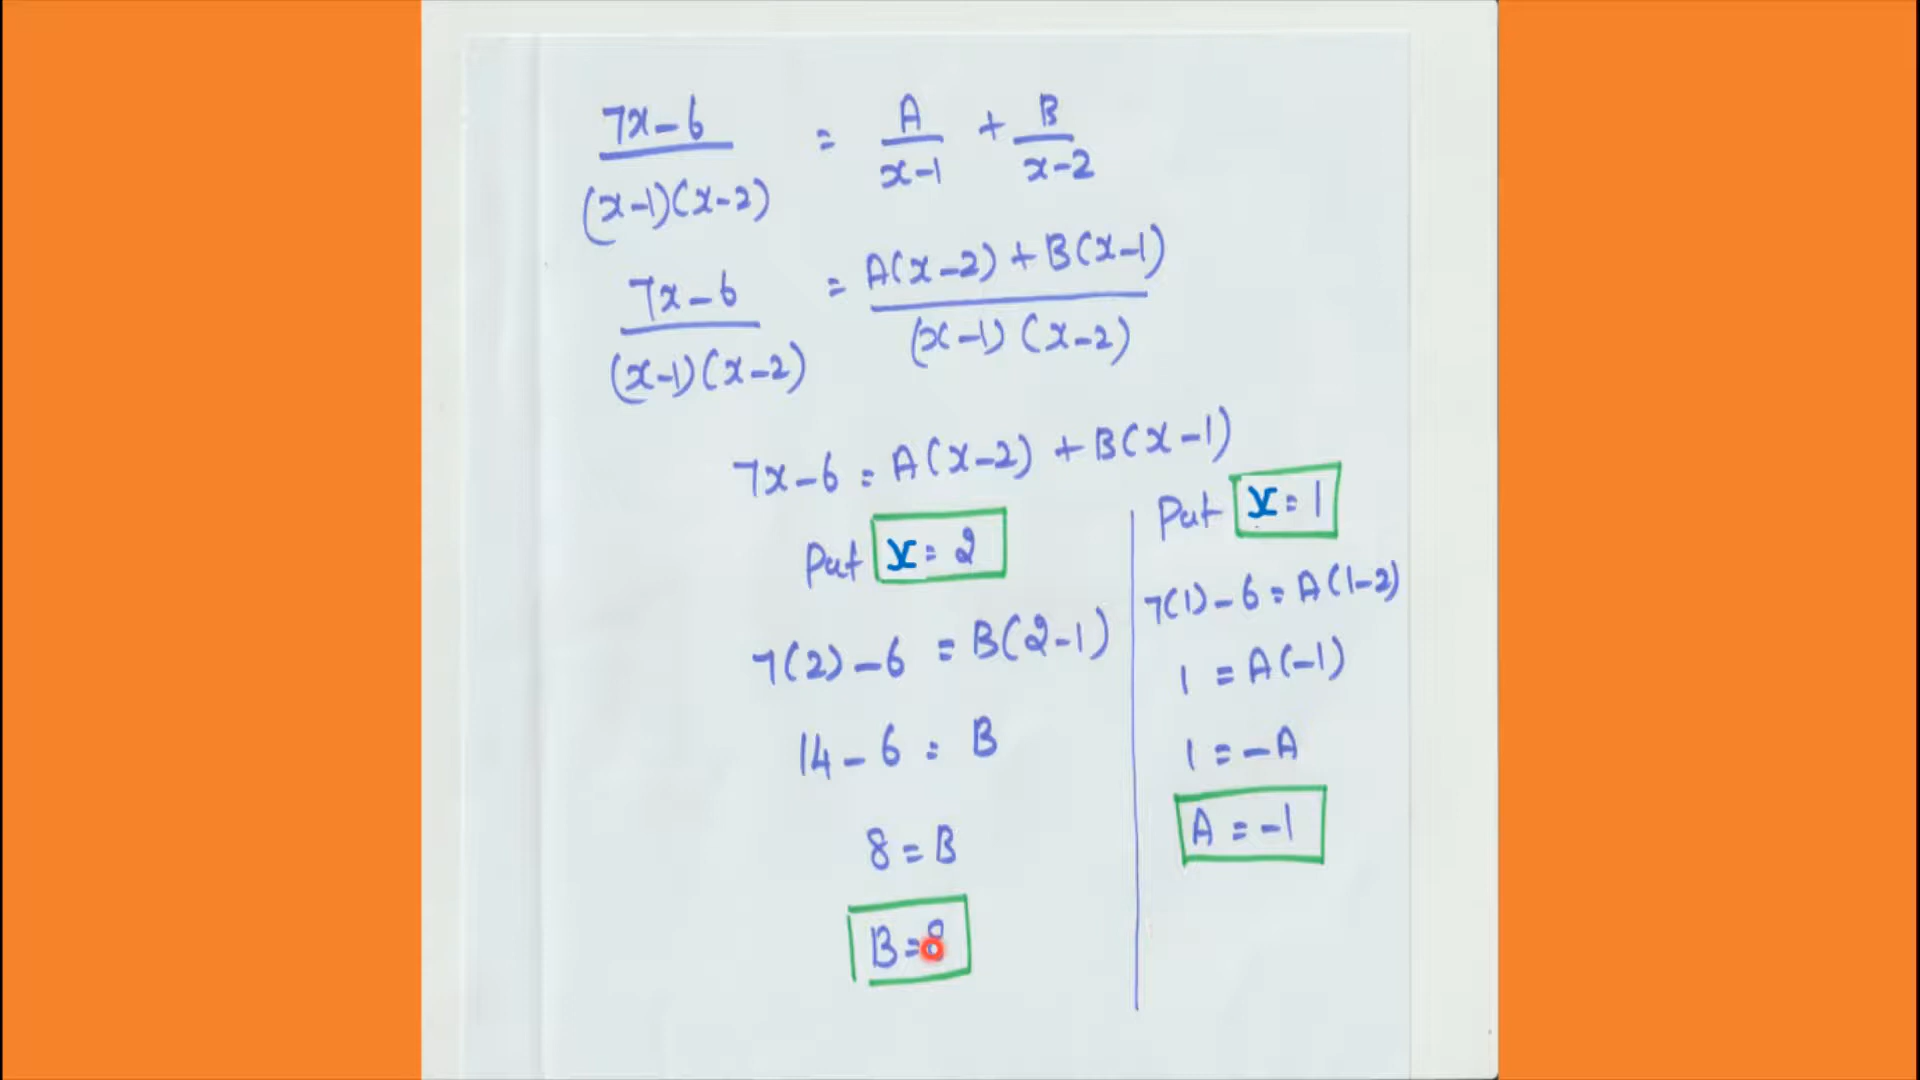 7x-6 / (x-1)(x-2) = A / x-1 + B / x-2
7x-6 / (x-1)(x-2) = A(x-2) + B(x-1) / (x-1) (x-2)
7x-6 = A(x-2) + B(x-1)
Put x = 2
7(2)-6 = B(2-1)
14-6 = B
8 = B
B = 8
Put x = 1
7(1)-6 = A(1-2)
1 = A(-1)
1 = -A
A = -1